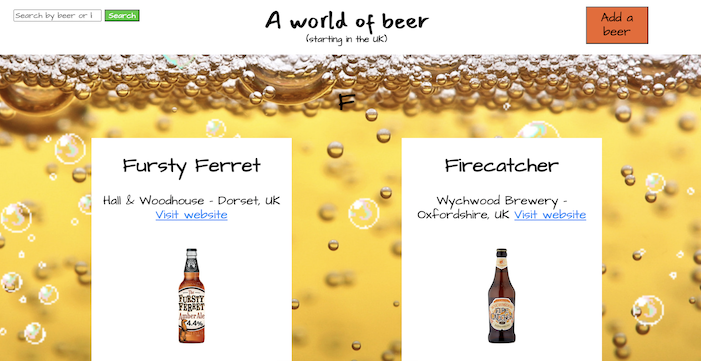 Search by beer or l
Search
A world of beer
(starting in the UK)
Add a
beer
F
Fursty Ferret
Hall & Woodhouse - Dorset, UK
Visit website
The
FURSTY
FERRET
Amber Ale
4.4%
Firecatcher
Wychwood Brewery -
Oxfordshire, UK Visit website